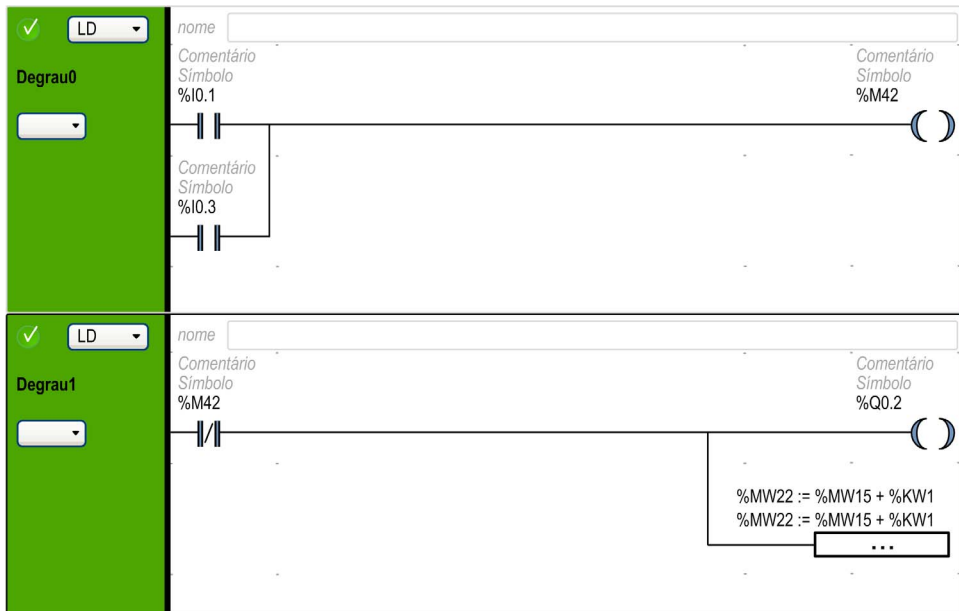 LD
nome
Degrau0
Comentário
Símbolo
%I0.1
Comentário
Símbolo
%M42
Comentário
Símbolo
%I0.3
LD
nome
Degrau1
Comentário
Símbolo
%M42
Comentário
Símbolo
%Q0.2
%MW22 := %MW15 + %KW1
%MW22 := %MW15 + %KW1
...